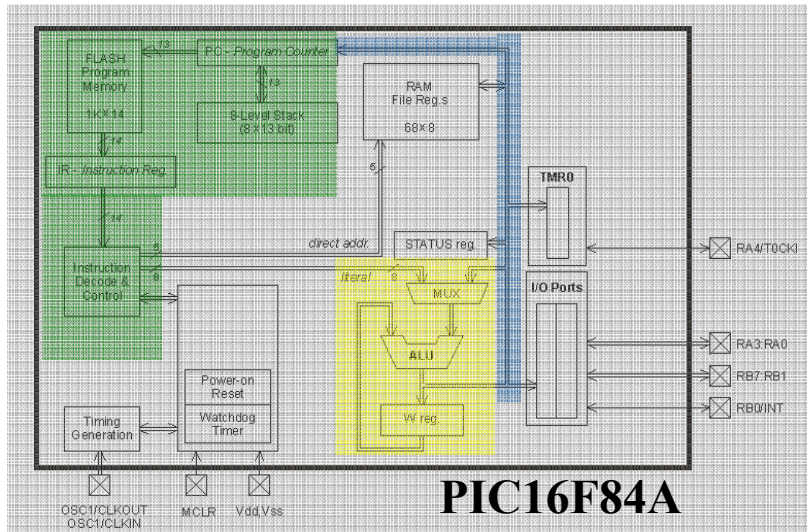 FLASH
Program
Memory
1K×14
13
PC - Program Counter
13
8-Level Stack
(8×13 bit)
RAM
File Reg.s
68×8
14
IR - Instruction Reg.
14
TMR0
5
direct addr.
STATUS reg.
RA4/T0CKI
Instruction
Decode &
Control
8
literal
8
MUX
I/O Ports
ALU
RA3:RA0
RB7:RB1
RB0/INT
Power-on
Reset
Watchdog
Timer
Timing
Generation
W reg.
OSC1/CLKOUT
OSC1/CLKIN
MCLR
Vdd,Vss
PIC16F84A